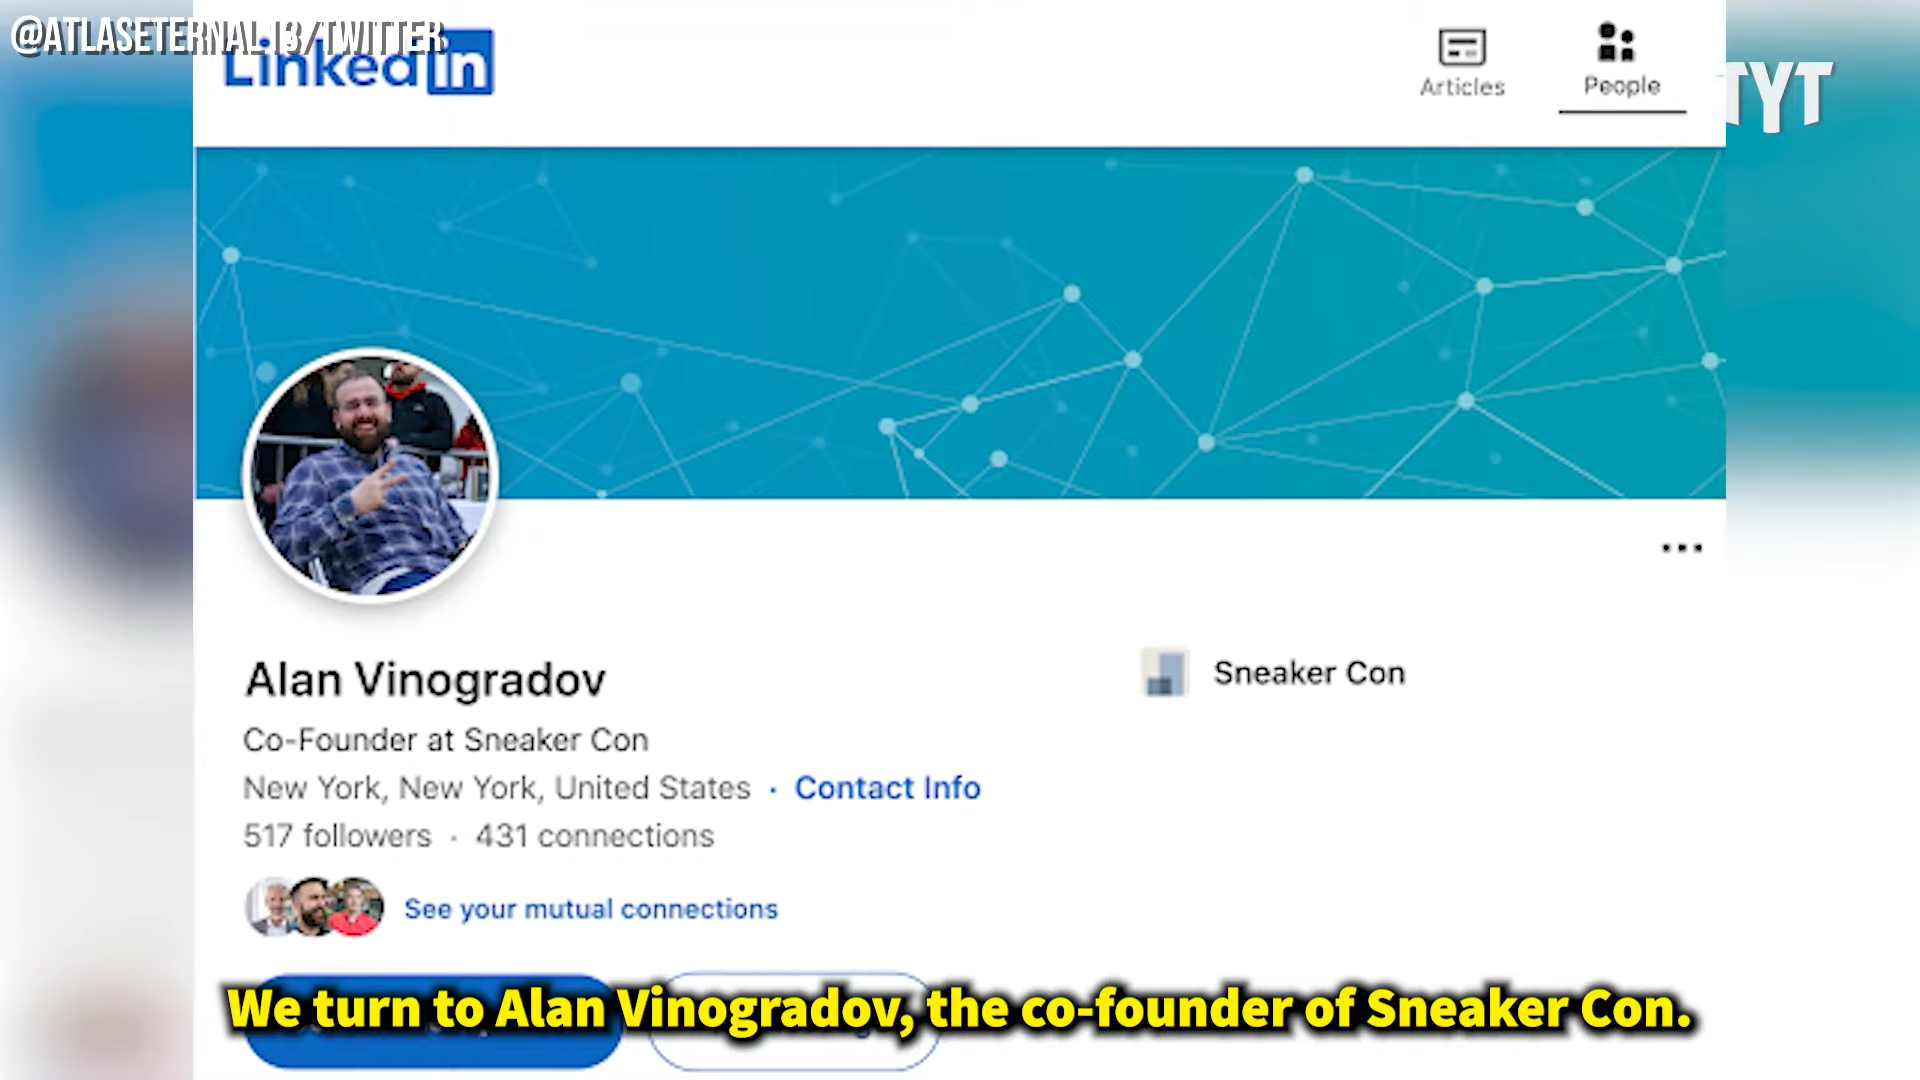 @ATLASETERNAL13/TWITTER
LinkedIn
Articles
People
TYT
Alan Vinogradov
Sneaker Con
Co-Founder at Sneaker Con
New York, New York, United States · Contact Info
517 followers · 431 connections
See your mutual connections
We turn to Alan Vinogradov, the co-founder of Sneaker Con.